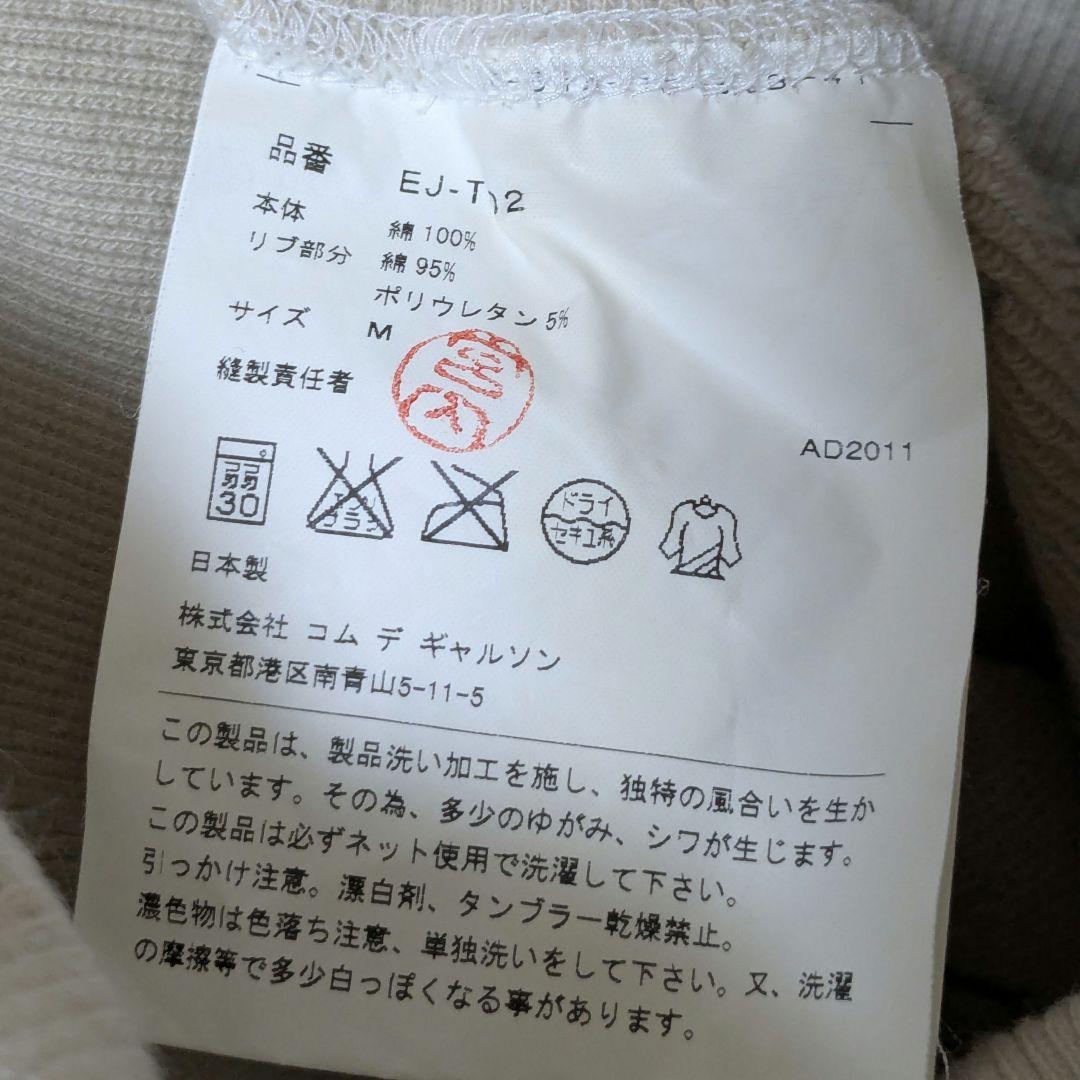 品番 EJ-T
本体 綿 100%
リブ部分 綿 95%
ポリウレタン 5%
サイズ M
縫製責任者
AD2011
弱
30
エンソ
サラシ
ドライ
セキユ系
日本製
株式会社 コム デ ギャルソン
東京都港区南青山5-11-5
この製品は、製品洗い加工を施し、独特の風合いを生か
しています。その為、多少のゆがみ、シワが生じます。
この製品は必ずネット使用で洗濯して下さい。
引っかけ注意。漂白剤、タンブラー乾燥禁止。
濃色物は色落ち注意、単独洗いをして下さい。又、洗濯
の摩擦等で多少白っぽくなる事があります。